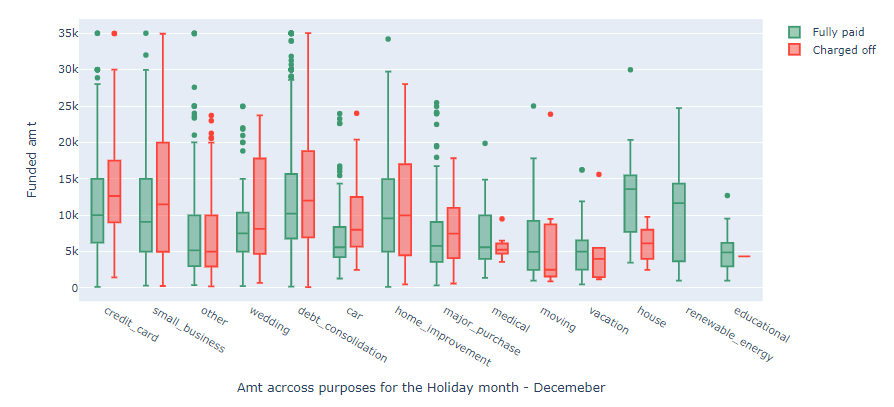 Fully paid
Charged off
35k
30k
25k
20k
15k
10k
5k
0
Funded amt
credit_card
small_business
other
wedding
debt_consolidation
car
home_improvement
major_purchase
medical
moving
vacation
house
renewable_energy
educational
Amt acrcoss purposes for the Holiday month - Decemeber